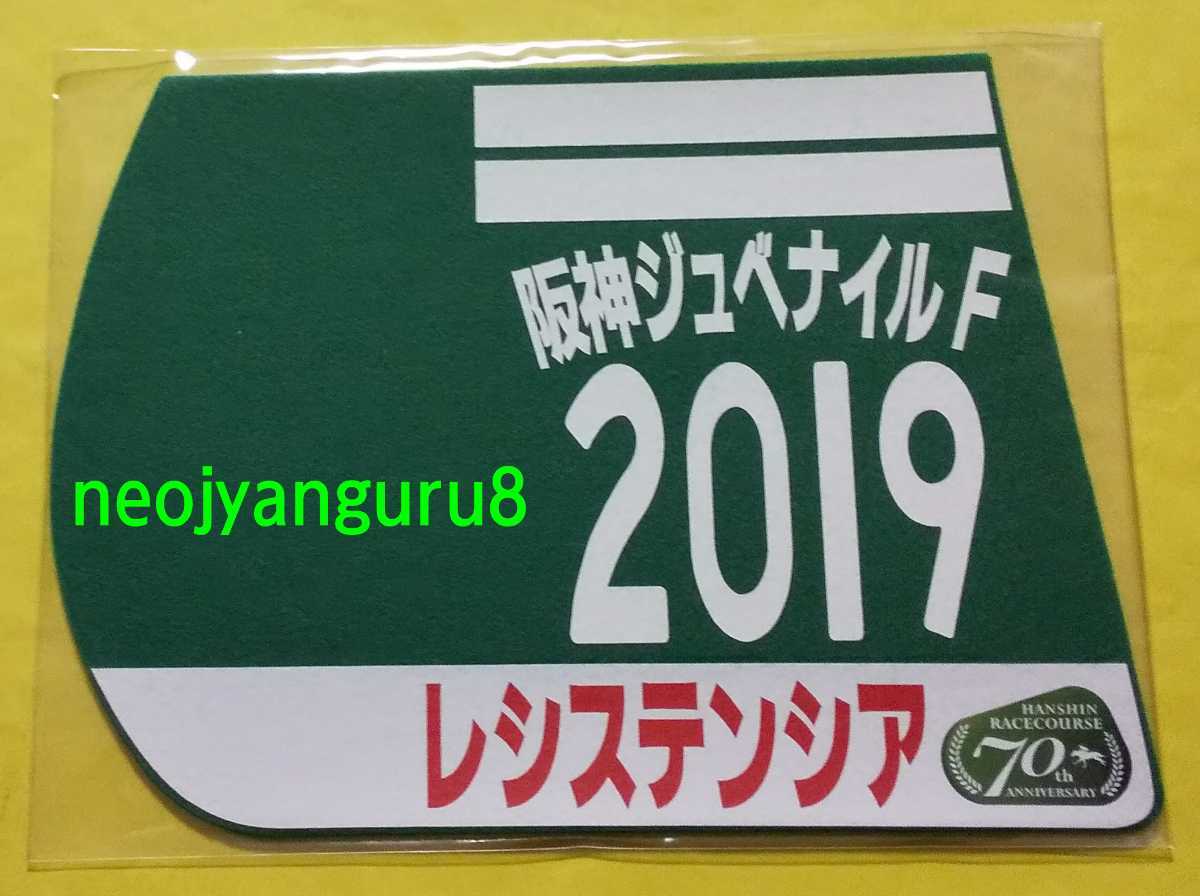 阪神ジュベナイルF
2019
neojyanguru8
レシステンシア
HANSHIN
RACECOURSE
70th
ANNIVERSARY